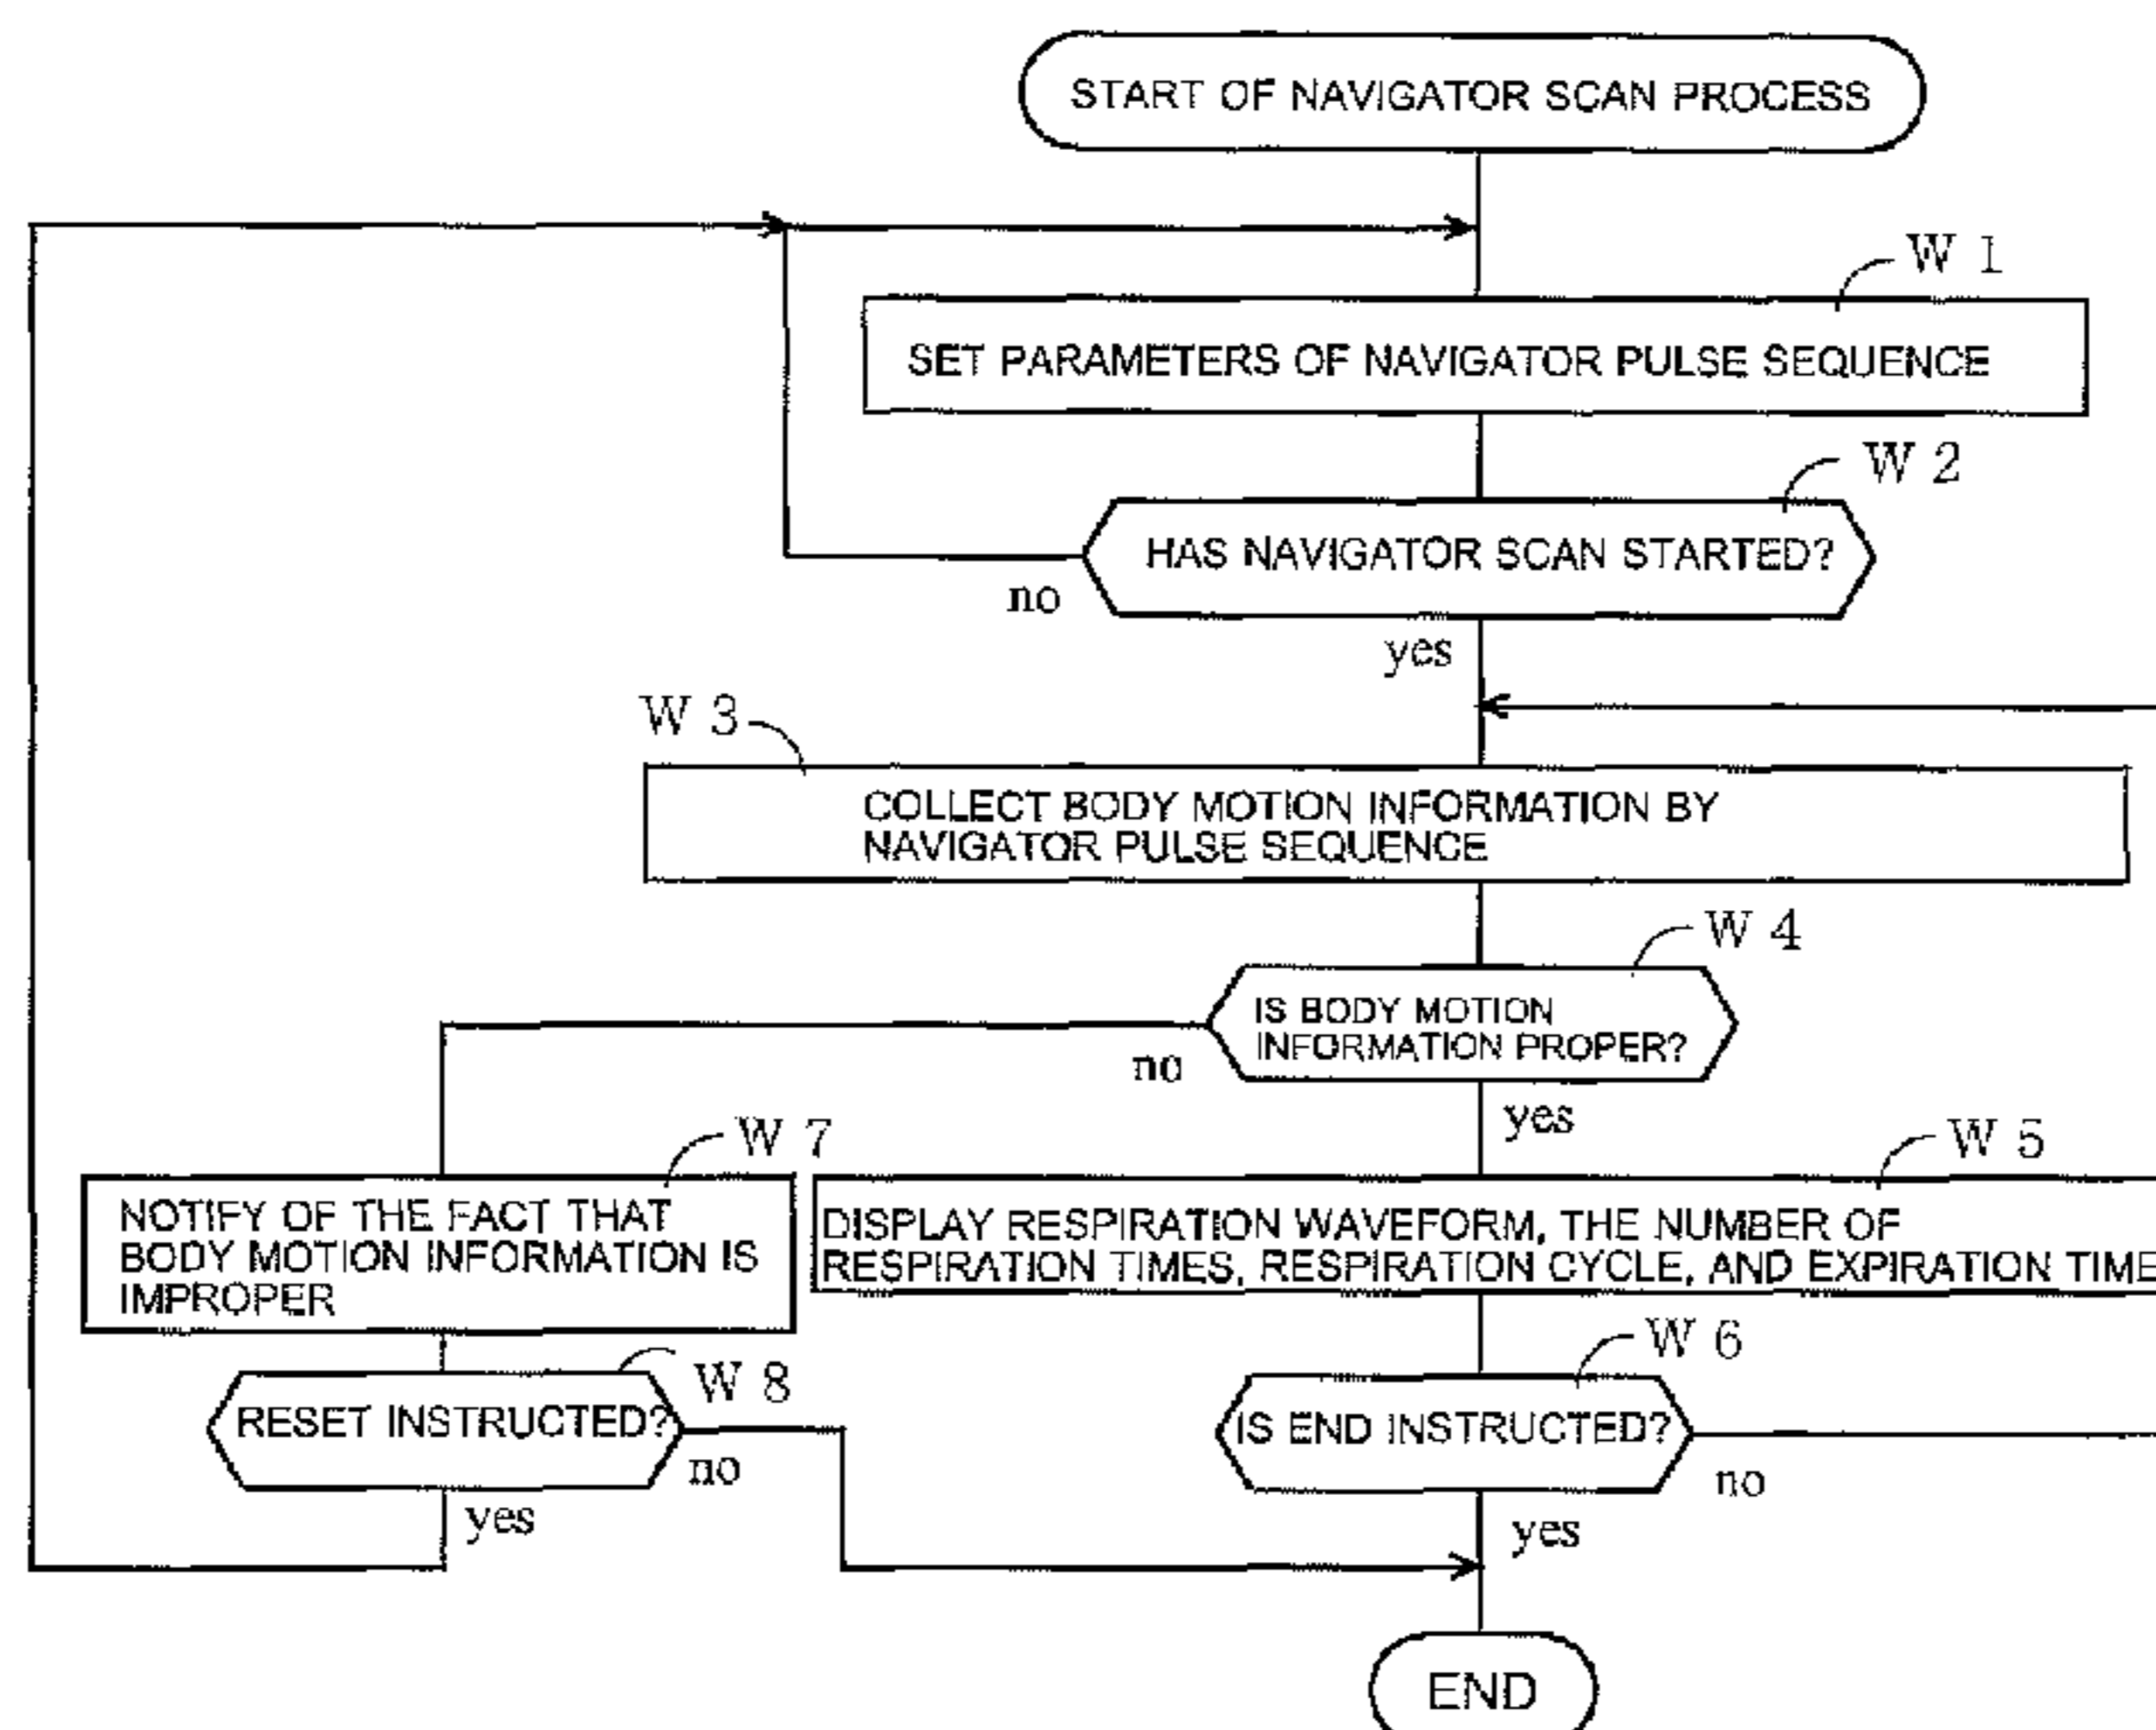 START OF NAVIGATOR SCAN PROCESS
W 1
SET PARAMETERS OF NAVIGATOR PULSE SEQUENCE
W 2
HAS NAVIGATOR SCAN STARTED?
no
yes
W 3
COLLECT BODY MOTION INFORMATION BY
NAVIGATOR PULSE SEQUENCE
W 4
IS BODY MOTION
INFORMATION PROPER?
no
yes
W 7
W 5
NOTIFY OF THE FACT THAT
BODY MOTION INFORMATION IS
IMPROPER
DISPLAY RESPIRATION WAVEFORM, THE NUMBER OF
RESPIRATION TIMES, RESPIRATION CYCLE, AND EXPIRATION TIME
W 8
W 6
RESET INSTRUCTED?
no
yes
IS END INSTRUCTED?
no
yes
END